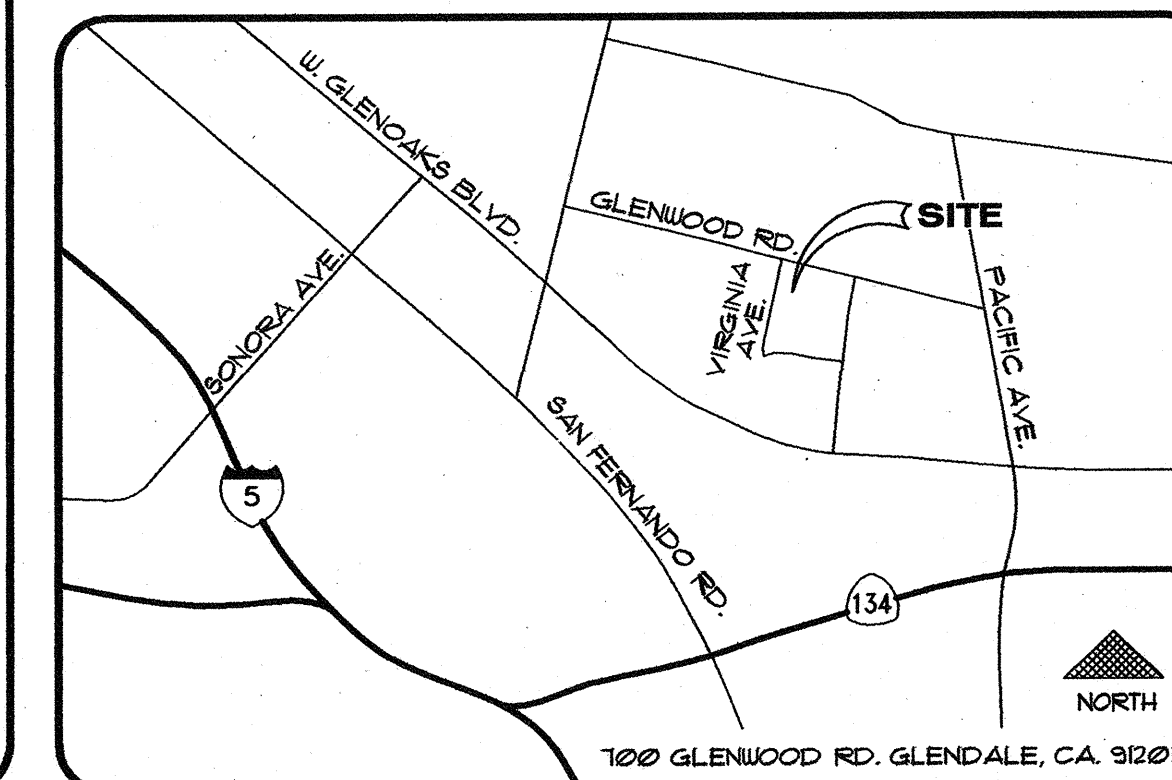 W. GLENOAKS BLVD.
GLENWOOD RD.
SITE
SONORA AVE.
VIRGINIA
AVE.
PACIFIC AVE.
SAN FERNANDO RD.
5
134
NORTH
700 GLENWOOD RD. GLENDALE, CA. 9120